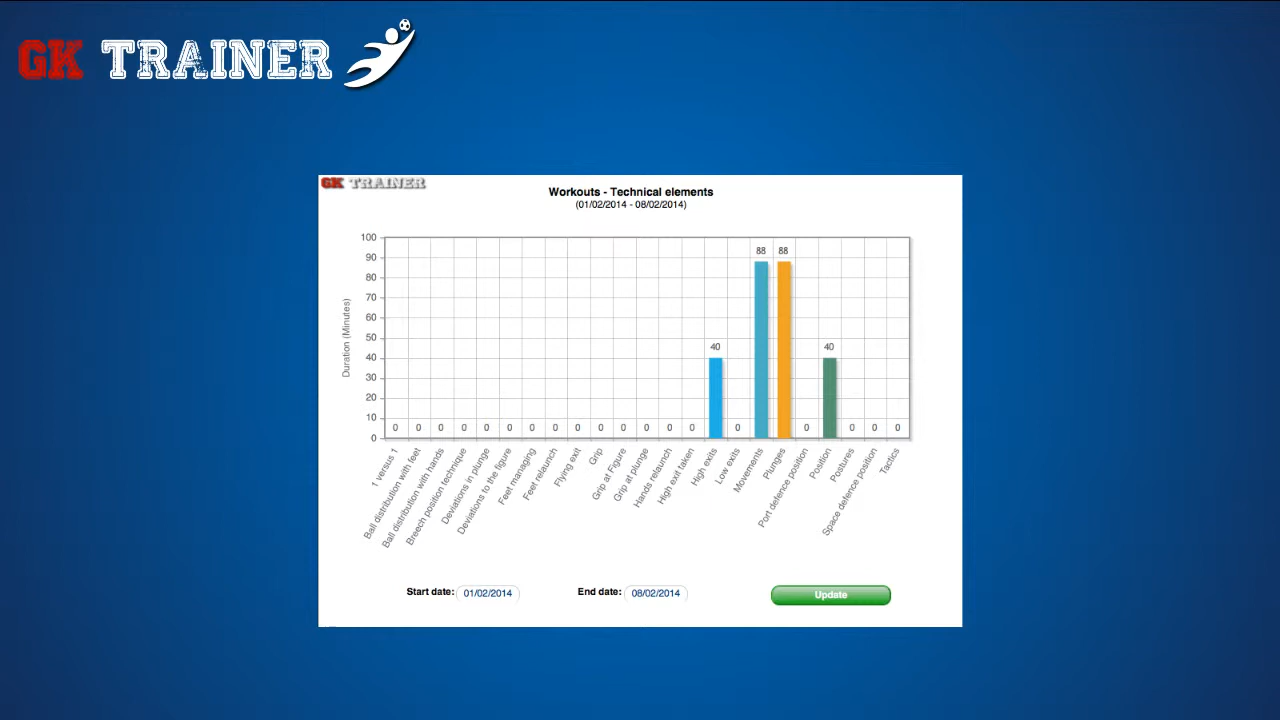 GK TRAINER
GK TRAINER
Workouts - Technical elements
(01/02/2014 - 08/02/2014)
Duration (Minutes)
100
90
80
70
60
50
40
30
20
10
0
0 0 0 0 0 0 0 0 0 0 0 0 0 0 40 0 88 88 0 40 0 0 0
1 versus 1
Ball distribution with feet
Ball distribution with hands
Breech position technique
Deviations in plunge
Deviations to the figure
Feet managing
Feet relaunch
Flying exit
Grip
Grip at Figure
Grip at plunge
Hands relaunch
High exit taken
High exits
Low exits
Movements
Plunges
Port defence position
Position
Postures
Space defence position
Tactics
Start date: 01/02/2014 End date: 08/02/2014 Update